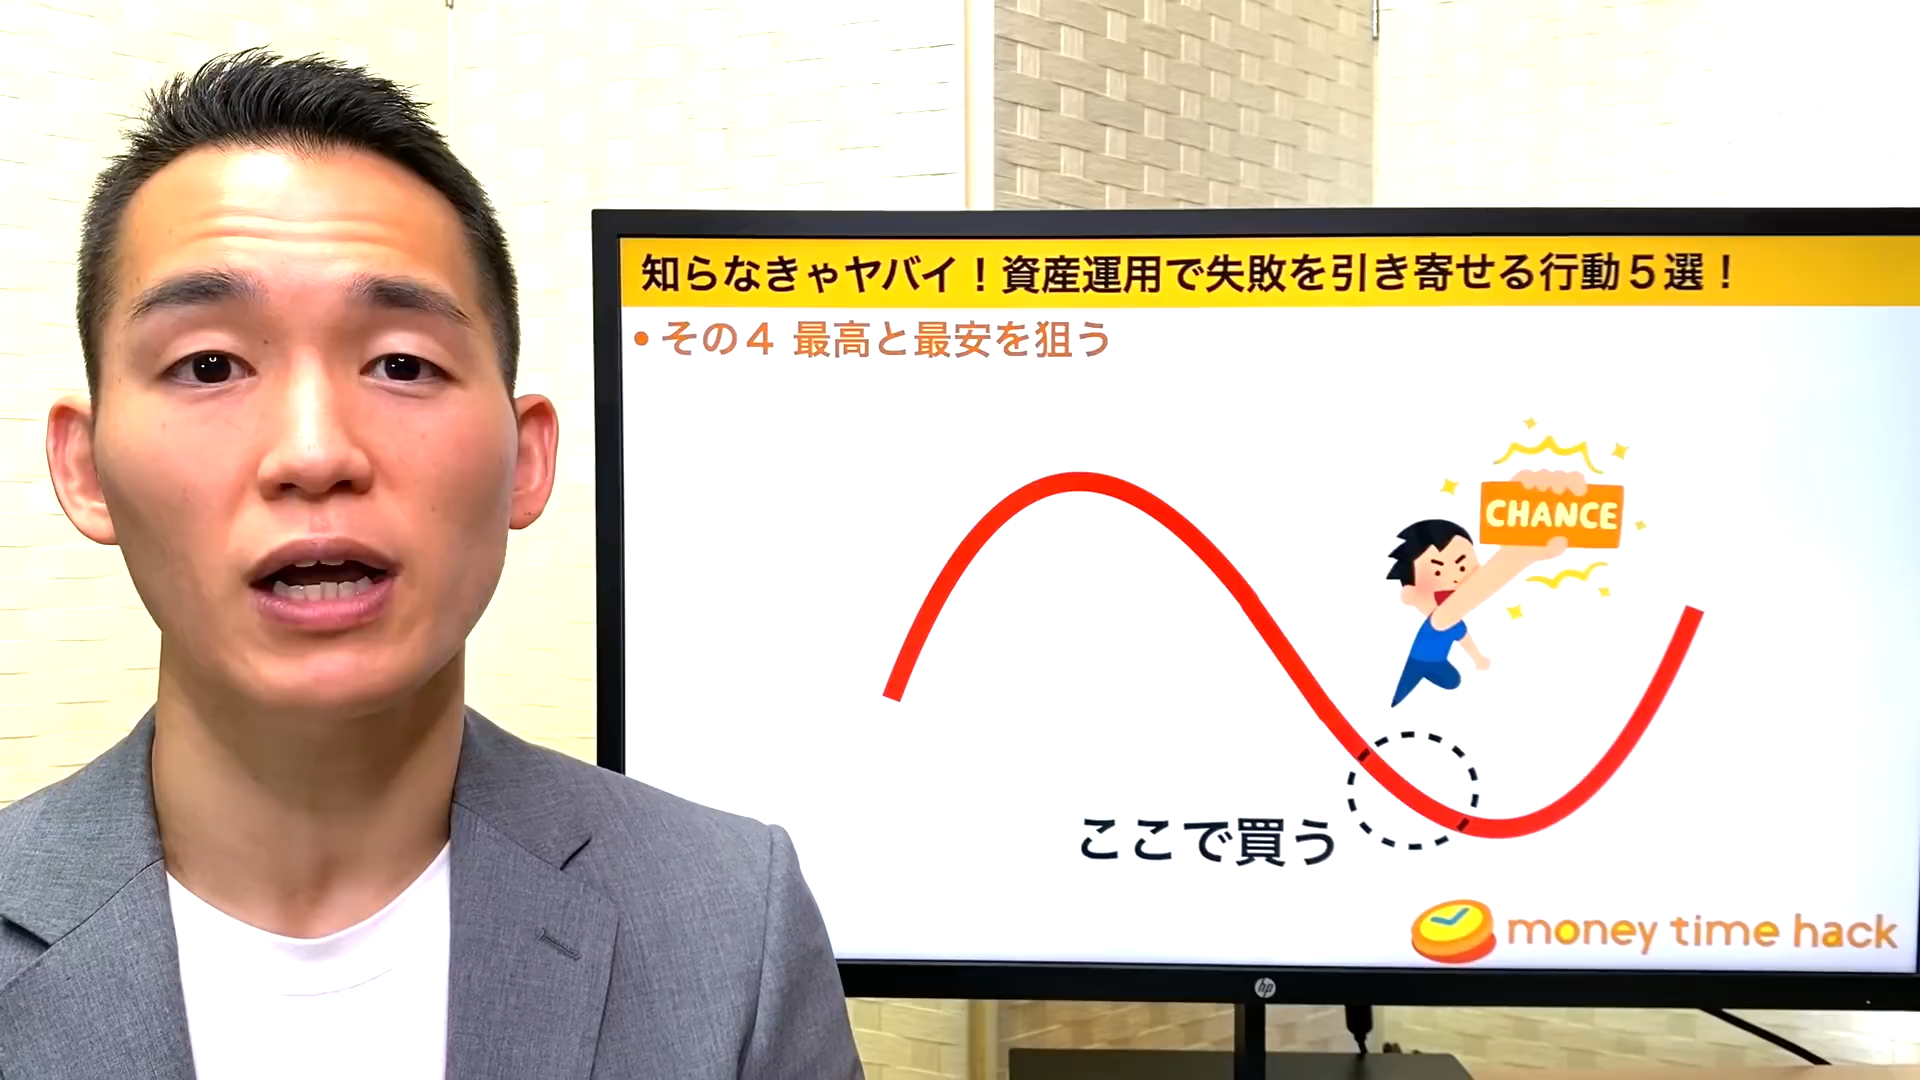 知らなきゃヤバイ！資産運用で失敗を引き寄せる行動５選！
• その４ 最高と最安を狙う
CHANCE
ここで買う
money time hack
hp